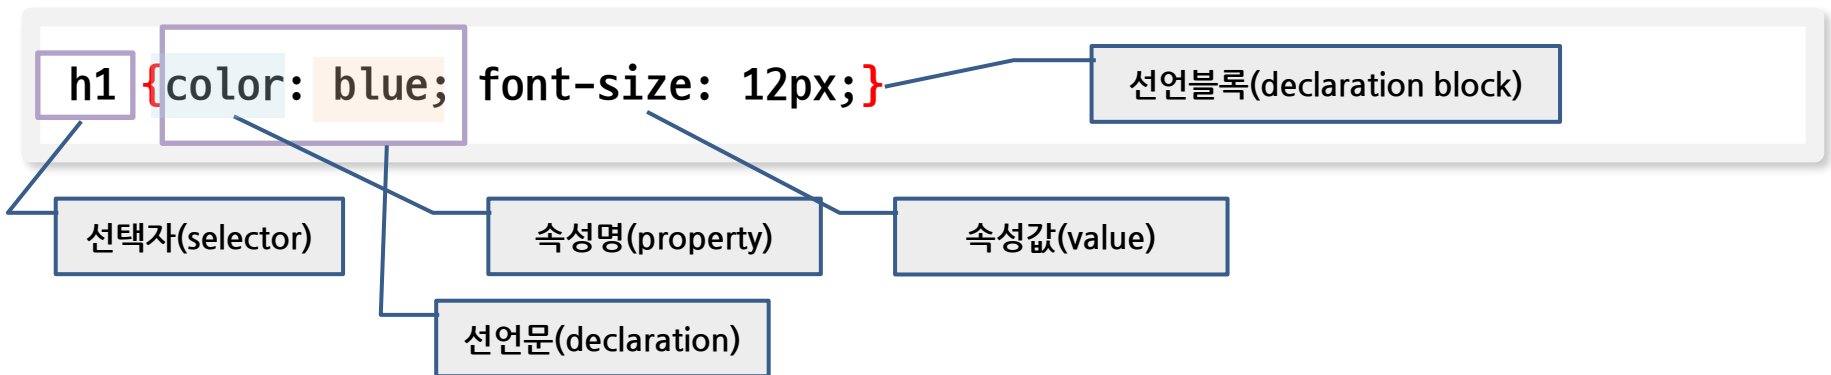 h1 {color: blue; font-size: 12px;}
선언블록(declaration block)
선택자(selector)
속성명(property)
속성값(value)
선언문(declaration)